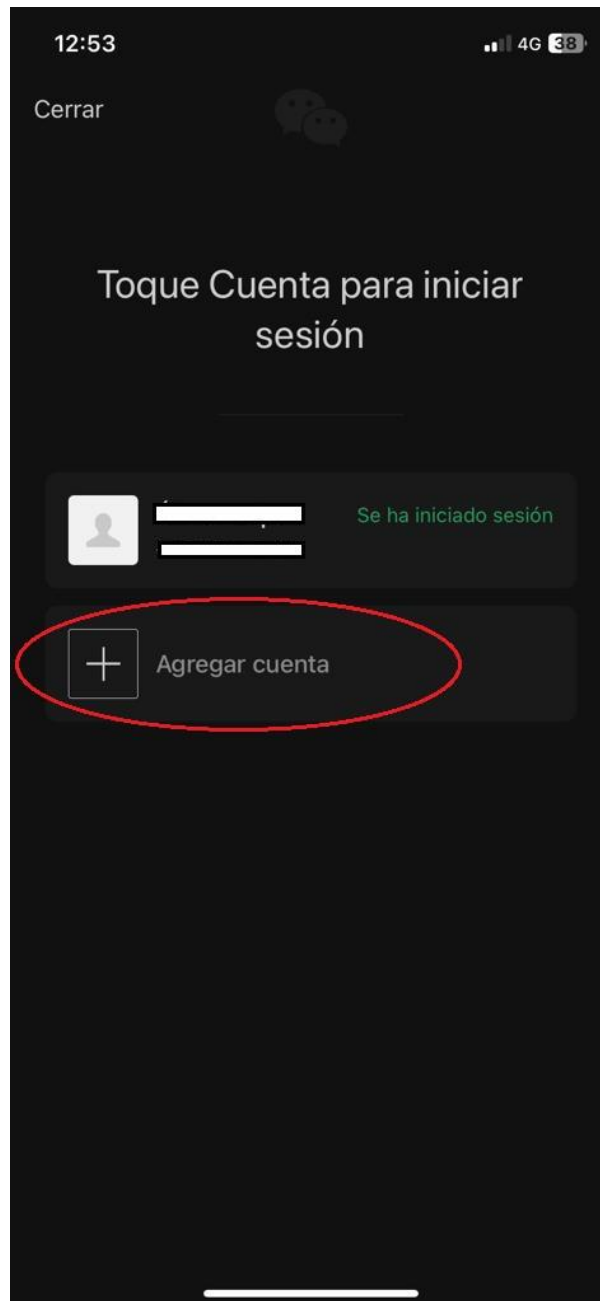 12:53
4G 38
Cerrar
Toque Cuenta para iniciar
sesión
Se ha iniciado sesión
Agregar cuenta